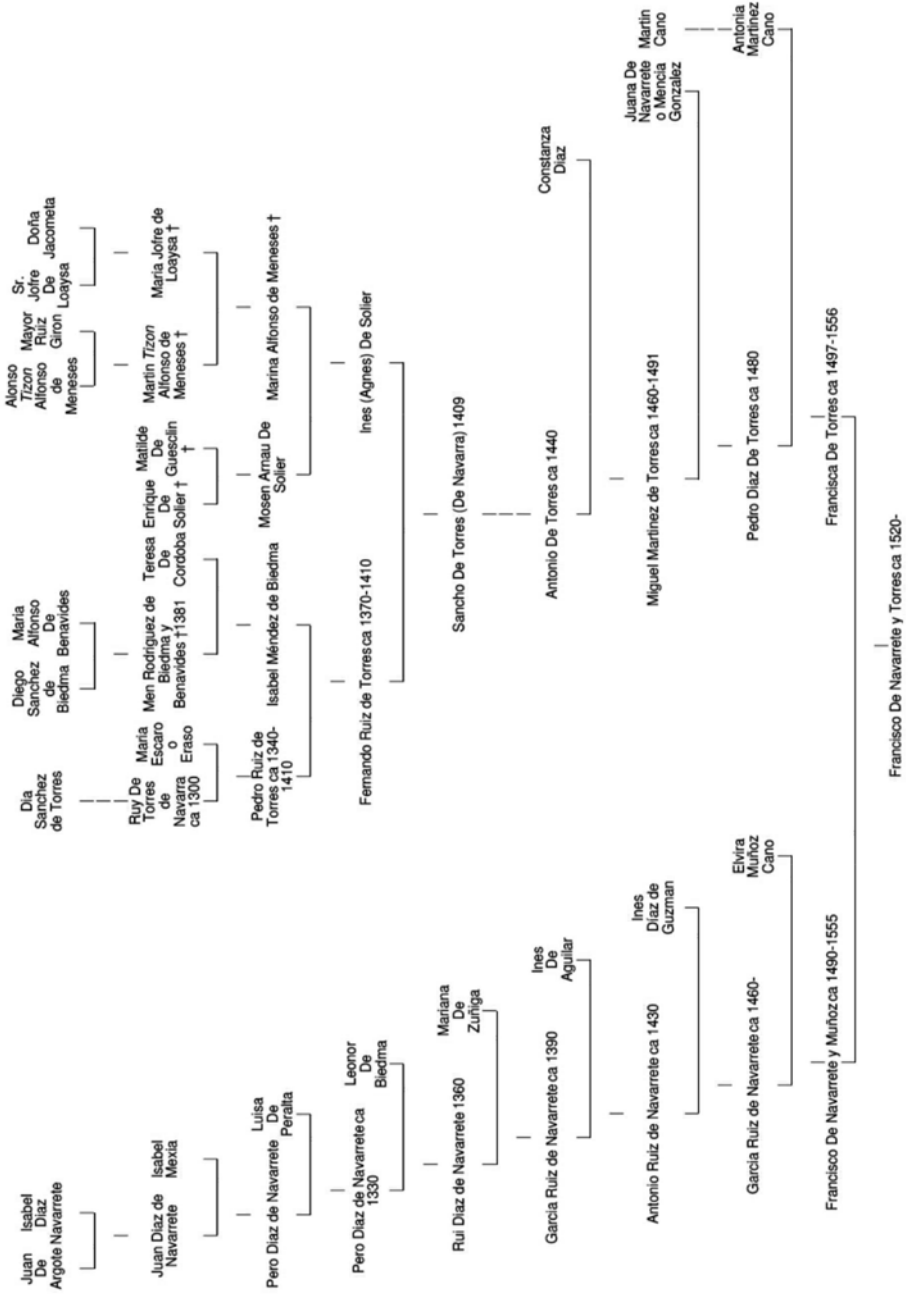 Juan
De
Argote
Isabel
Diaz
Navarrete
Dia
Sanchez
de Torres
Diego
Sanchez
de
Biedma
Maria
Alfonso
De
Benavides
Alonso
Tizon
Alfonso
de
Meneses
Mayor
Ruiz
Giron
Sr.
Jofre
De
Loaysa
Doña
Jacometa
Juan Diaz de
Navarrete
Isabel
Mexia
Ruy De
Torres
de
Navarra
ca 1300
Maria
Escaro
o
Eraso
Men Rodriguez de
Biedma y
Benavides †1381
Teresa
De
Cordoba
Enrique
De
Solier †
Matilde
De
Guesclin
†
Martin Tizon
Alfonso de
Meneses †
Maria Jofre de
Loaysa †
Pero Diaz de Navarrete
Luisa
De
Peralta
Pedro Ruiz de
Torres ca 1340-
1410
Isabel Méndez de Biedma
Mosen Arnau De
Solier
Marina Alfonso de Meneses †
Pero Diaz de Navarrete ca
1330
Leonor
De
Biedma
Fernando Ruiz de Torres ca 1370-1410
Ines (Agnes) De Solier
Rui Diaz de Navarrete 1360
Mariana
De
Zuñiga
Sancho De Torres (De Navarra) 1409
Garcia Ruiz de Navarrete ca 1390
Ines
De
Aguilar
Antonio De Torres ca 1440
Constanza
Diaz
Antonio Ruiz de Navarrete ca 1430
Ines
Díaz de
Guzman
Miguel Martinez de Torres ca 1460-1491
Juana De
Navarrete
o Mencia
Gonzalez
Martin
Cano
Garcia Ruiz de Navarrete ca 1460-
Elvira
Muñoz
Cano
Pedro Diaz De Torres ca 1480
Antonia
Martinez
Cano
Francisco De Navarrete y Muñoz ca 1490-1555
Francisca De Torres ca 1497-1556
Francisco De Navarrete y Torres ca 1520-